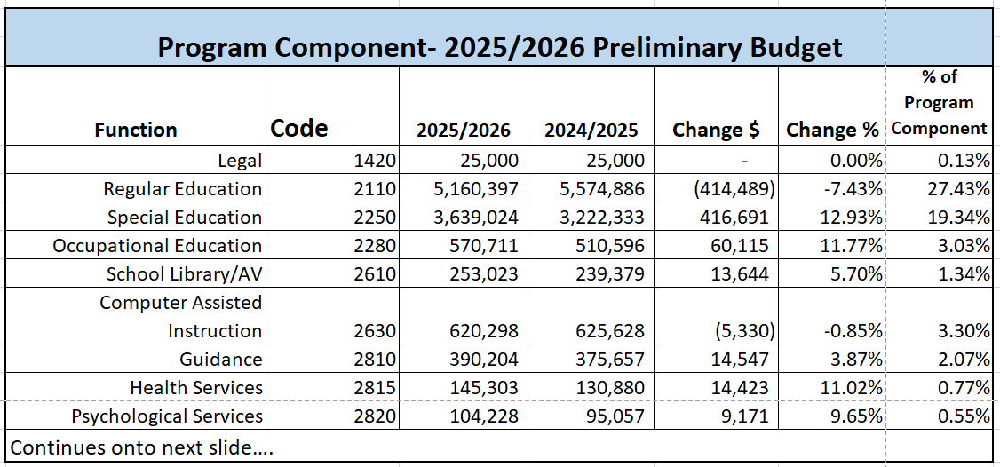 Program Component- 2025/2026 Preliminary Budget
Function Code 2025/2026 2024/2025 Change $ Change % % of Program Component
Legal 1420 25,000 25,000 - 0.00% 0.13%
Regular Education 2110 5,160,397 5,574,886 (414,489) -7.43% 27.43%
Special Education 2250 3,639,024 3,222,333 416,691 12.93% 19.34%
Occupational Education 2280 570,711 510,596 60,115 11.77% 3.03%
School Library/AV 2610 253,023 239,379 13,644 5.70% 1.34%
Computer Assisted
Instruction 2630 620,298 625,628 (5,330) -0.85% 3.30%
Guidance 2810 390,204 375,657 14,547 3.87% 2.07%
Health Services 2815 145,303 130,880 14,423 11.02% 0.77%
Psychological Services 2820 104,228 95,057 9,171 9.65% 0.55%
Continues onto next slide....